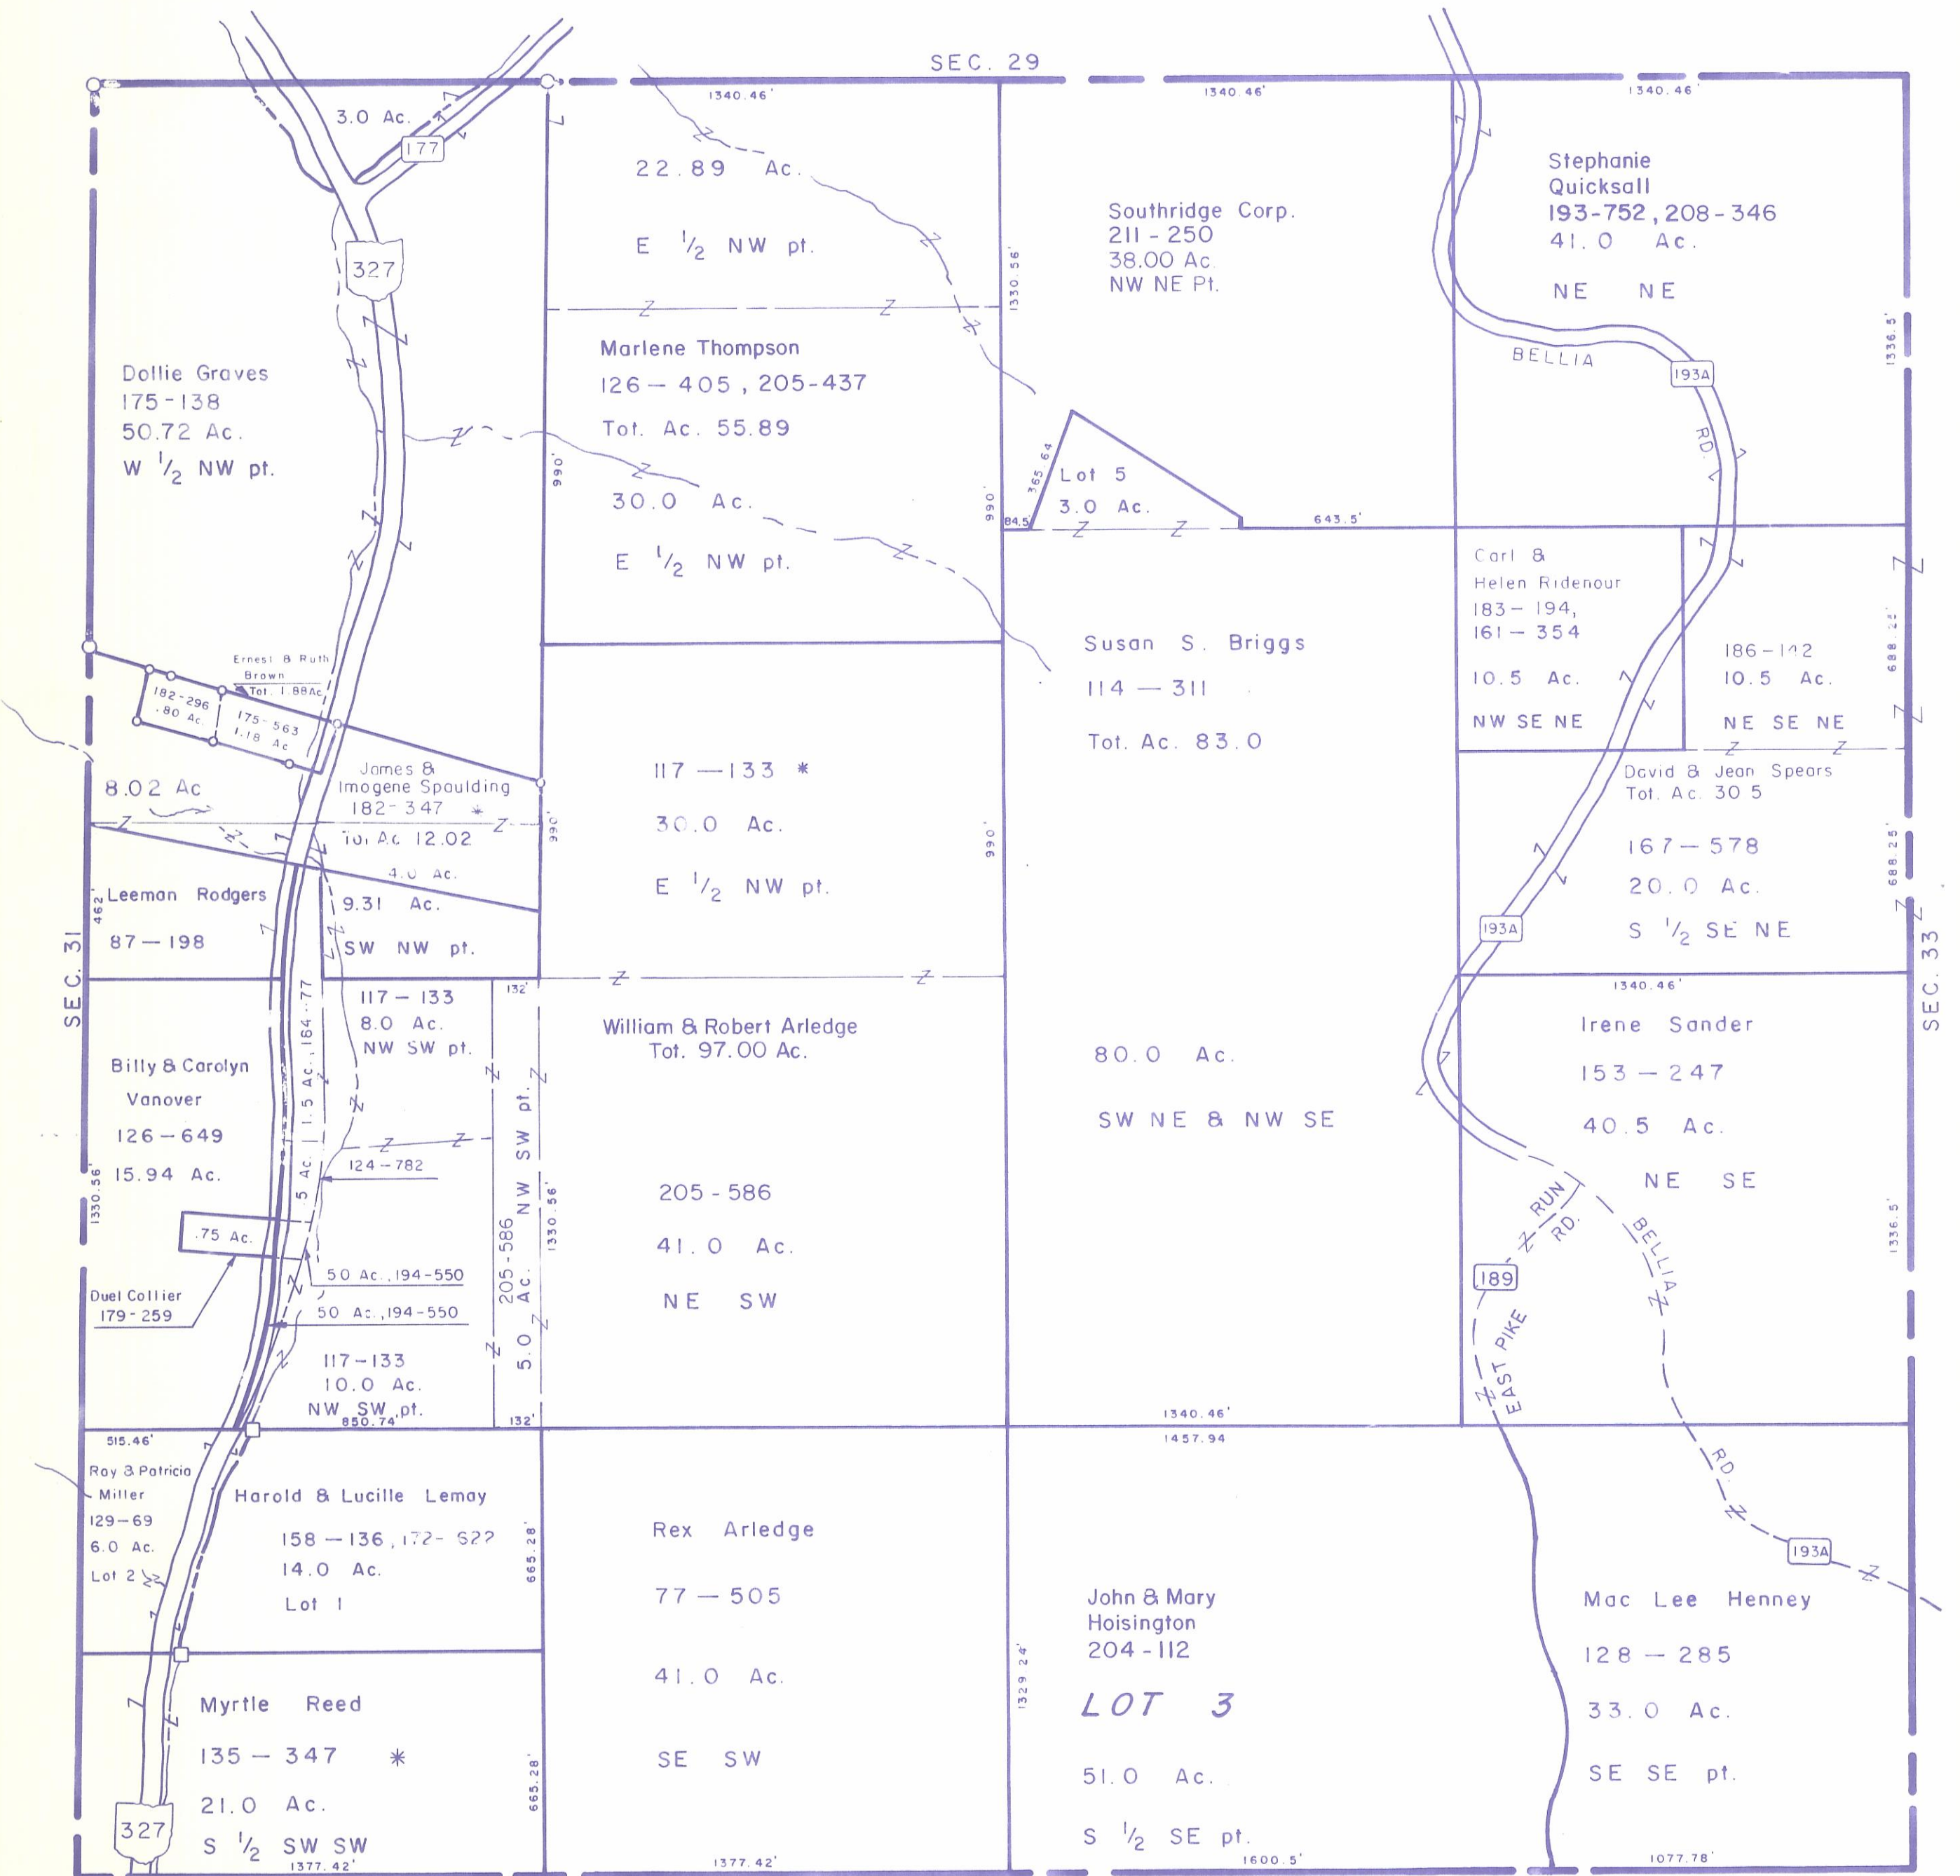 SEC. 29
1340.46'
1340.46'
1340.46'
3.0 Ac.
177
327
22.89 Ac.
E 1/2 NW pt.
1330.56'
Southridge Corp.
211-250
38.00 Ac
NW NE Pt.
Stephanie
Quicksall
193-752, 208-346
41.0 Ac.
NE NE
1336.5'
BELLIA
193A
RD.
Dollie Graves
175-138
50.72 Ac.
W 1/2 NW pt.
Marlene Thompson
126-405, 205-437
Tot. Ac. 55.89
990'
30.0 Ac.
E 1/2 NW pt.
990'
365.64
Lot 5
3.0 Ac.
84.5'
643.5'
Carl &
Helen Ridenour
183-194,
161-354
10.5 Ac.
NW SE NE
10.5 Ac.
NE SE NE
688.25'
Susan S. Briggs
114-311
Tot. Ac. 83.0
Ernest & Ruth
Brown
Tot. 1.88 Ac
182-296
.80 Ac.
175-563
1.18 Ac
8.02 Ac
James &
Imogene Spaulding
182-347 *
Tot Ac 12.02
4.0 Ac.
990'
117-133 *
30.0 Ac.
E 1/2 NW pt.
990'
David & Jean Spears
Tot. Ac. 30 5
167-578
20.0 Ac.
S 1/2 SE NE
688.25'
193A
SEC. 31
SEC. 33
462'
Leeman Rodgers
87-198
9.31 Ac.
SW NW pt.
1340.46'
132'
117-133
8.0 Ac.
NW SW pt.
.5 Ac. 1.5 Ac., 184-77
William & Robert Arledge
Tot. 97.00 Ac.
Irene Sander
153-247
40.5 Ac.
NE SE
1336.5'
80.0 Ac.
SW NE & NW SE
Billy & Carolyn
Vanover
126-649
15.94 Ac.
1330.56'
124-782
205-586
5.0 Ac. NW SW pt.
1330.56'
205-586
41.0 Ac.
NE SW
.75 Ac.
Duel Collier
179-259
50 Ac., 194-550
50 Ac., 194-550
117-133
10.0 Ac.
NW SW pt.
850.74'
132'
RUN
RD.
189
EAST PIKE
BELLIA
RD.
193A
1340.46'
1457.94
515.46'
Ray & Patricia
Miller
129-69
6.0 Ac.
Lot 2
Harold & Lucille Lemay
158-136, 172-
14.0 Ac.
Lot 1
665.28'
Rex Arledge
77-505
41.0 Ac.
SE SW
1329.24'
John & Mary
Hoisington
204-112
LOT 3
51.0 Ac.
S 1/2 SE pt.
Mac Lee Henney
128-285
33.0 Ac.
SE SE pt.
Myrtle Reed
135-347 *
21.0 Ac.
S 1/2 SW SW
327
665.28'
1377.42'
1377.42'
1600.5'
1077.78'